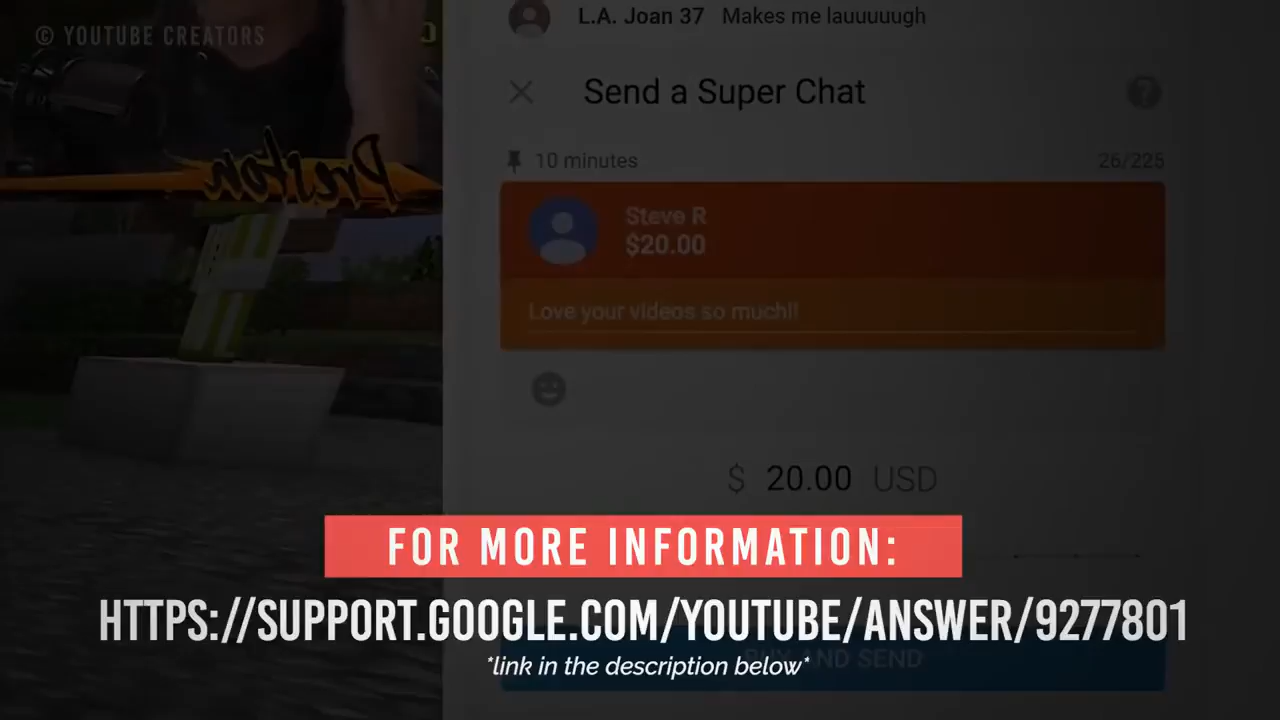 © YOUTUBE CREATORS
L.A. Joan 37 Makes me lauuuuugh
Send a Super Chat
?
10 minutes 26/225
Preston
Steve R
$20.00
Love your videos so much!!
$ 20.00 USD
FOR MORE INFORMATION:
HTTPS://SUPPORT.GOOGLE.COM/YOUTUBE/ANSWER/9277801
BUY AND SEND
*link in the description below*